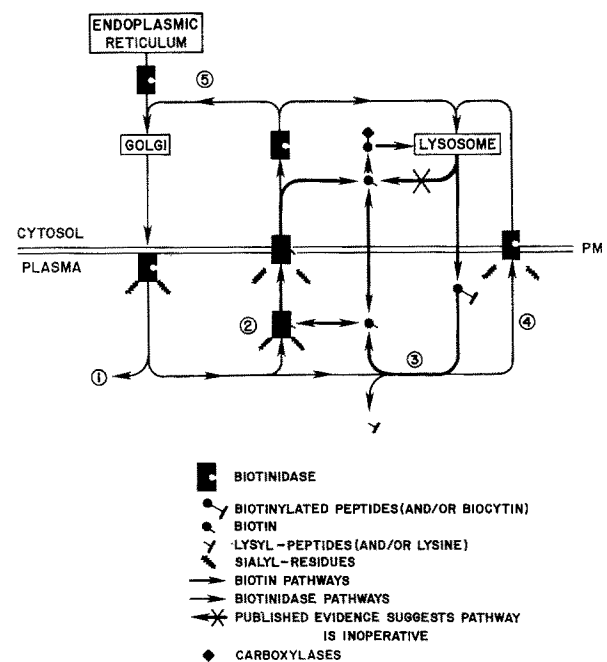 ENDOPLASMIC
RETICULUM
⑤
GOLGI
LYSOSOME
CYTOSOL
PLASMA
PM
②
④
③
①
BIOTINIDASE
BIOTINYLATED PEPTIDES (AND/OR BIOCYTIN)
BIOTIN
LYSYL-PEPTIDES (AND/OR LYSINE)
SIALYL-RESIDUES
BIOTIN PATHWAYS
BIOTINIDASE PATHWAYS
PUBLISHED EVIDENCE SUGGESTS PATHWAY
IS INOPERATIVE
CARBOXYLASES